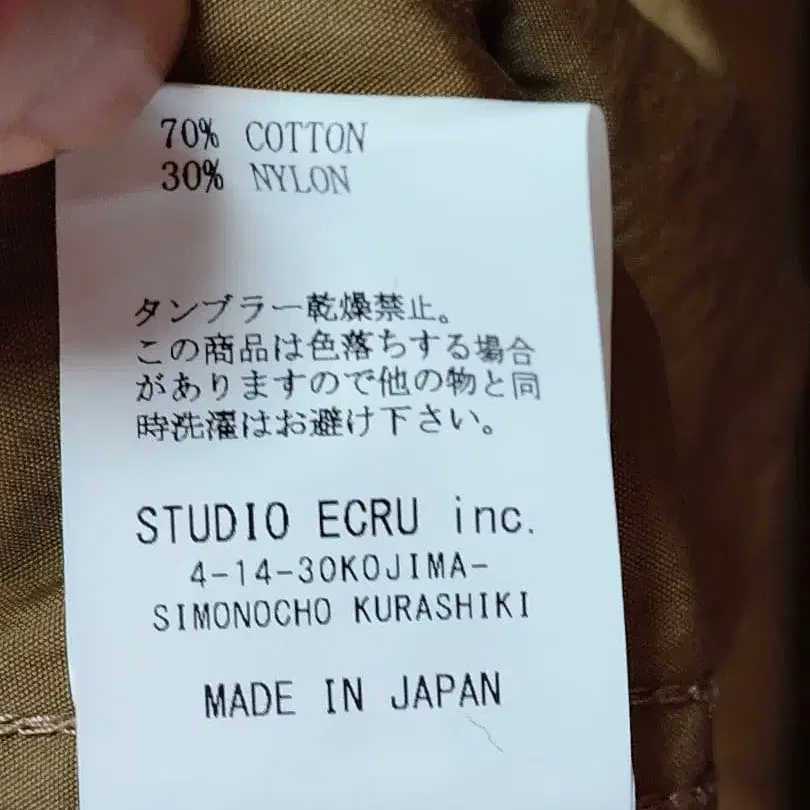 70% COTTON
30% NYLON
タンブラー乾燥禁止。
この商品は色落ちする場合
がありますので他の物と同
時洗濯はお避け下さい。
STUDIO ECRU inc.
4-14-30KOJIMA-
SIMONOCHO KURASHIKI
MADE IN JAPAN